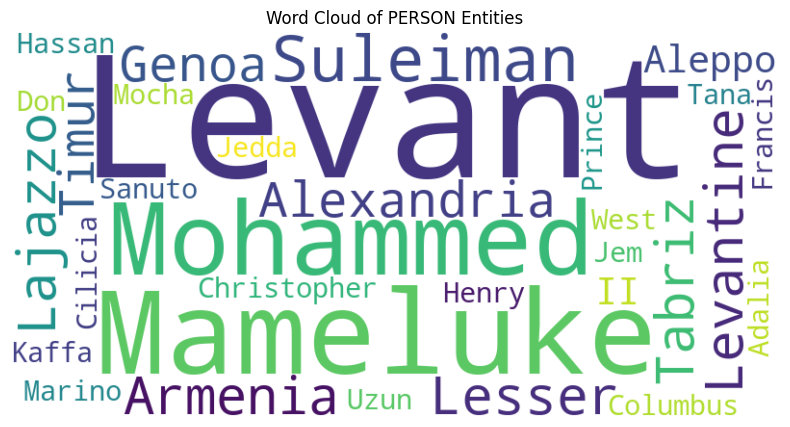 Word Cloud of PERSON Entities
Hassan
Genoa
Suleiman
Aleppo
Don
Mocha
Levant
Tana
Timur
Jedda
Prince
Francis
Lajazzo
Sanuto
Alexandria
West
Levantine
Mohammed
Jem
Tabriz
Cilicia
Christopher
Henry
II
Adalia
Kaffa
Mameluke
Marino
Armenia
Uzun
Lesser
Columbus